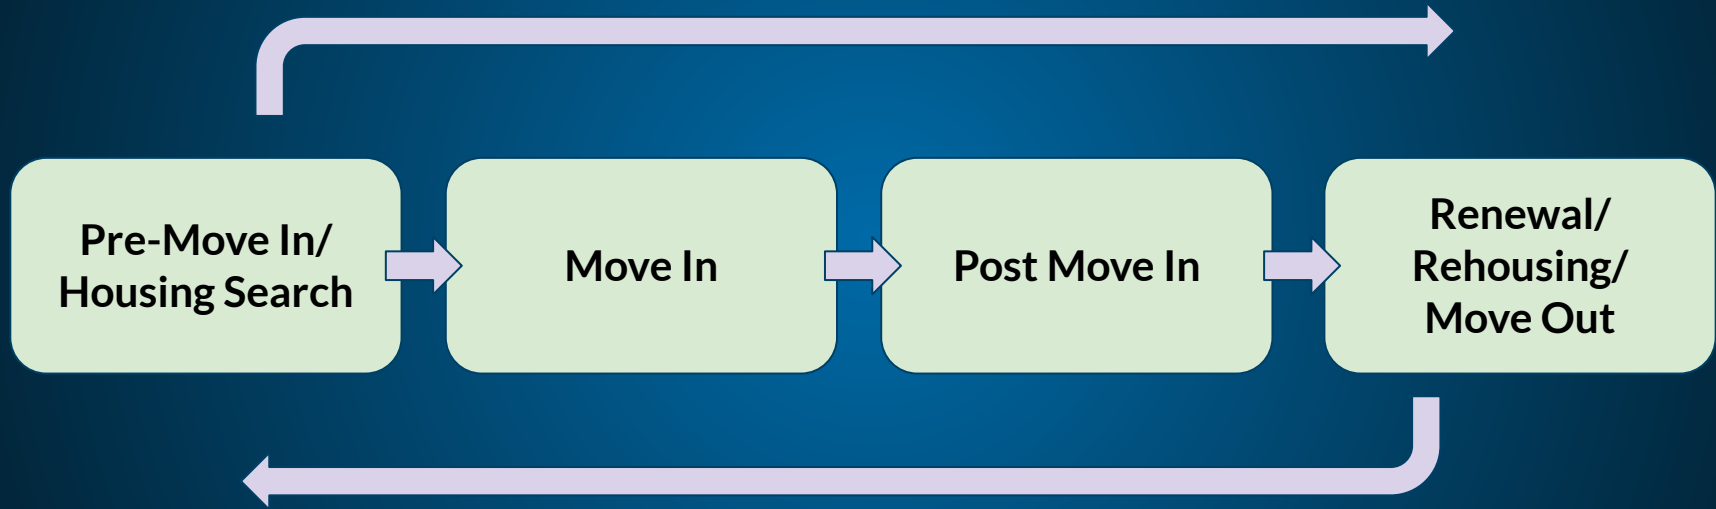 Pre-Move In/
Housing Search
Move In
Post Move In
Renewal/
Rehousing/
Move Out